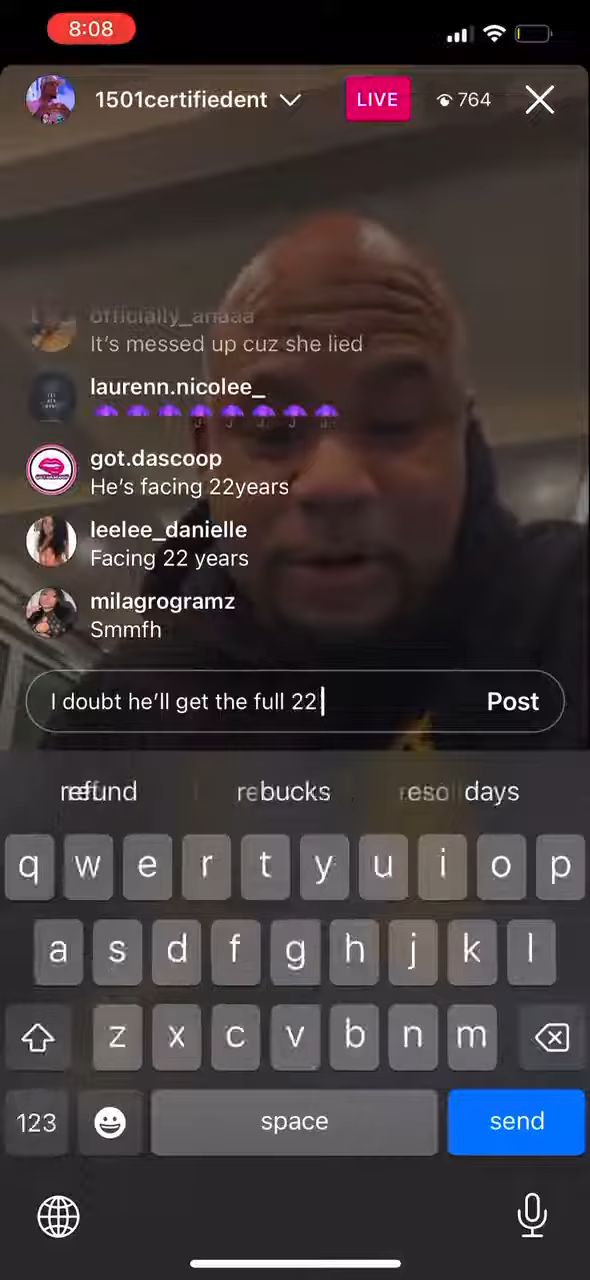 8:08
1501certifiedent
LIVE
764
officially_anaaa
It's messed up cuz she lied
laurenn.nicolee_
got.dascoop
He's facing 22years
leelee_danielle
Facing 22 years
milagrogramz
Smmfh
I doubt he'll get the full 22
Post
refund
bucks
days
q w e r t y u i o p
a s d f g h j k l
z x c v b n m
123
space
send